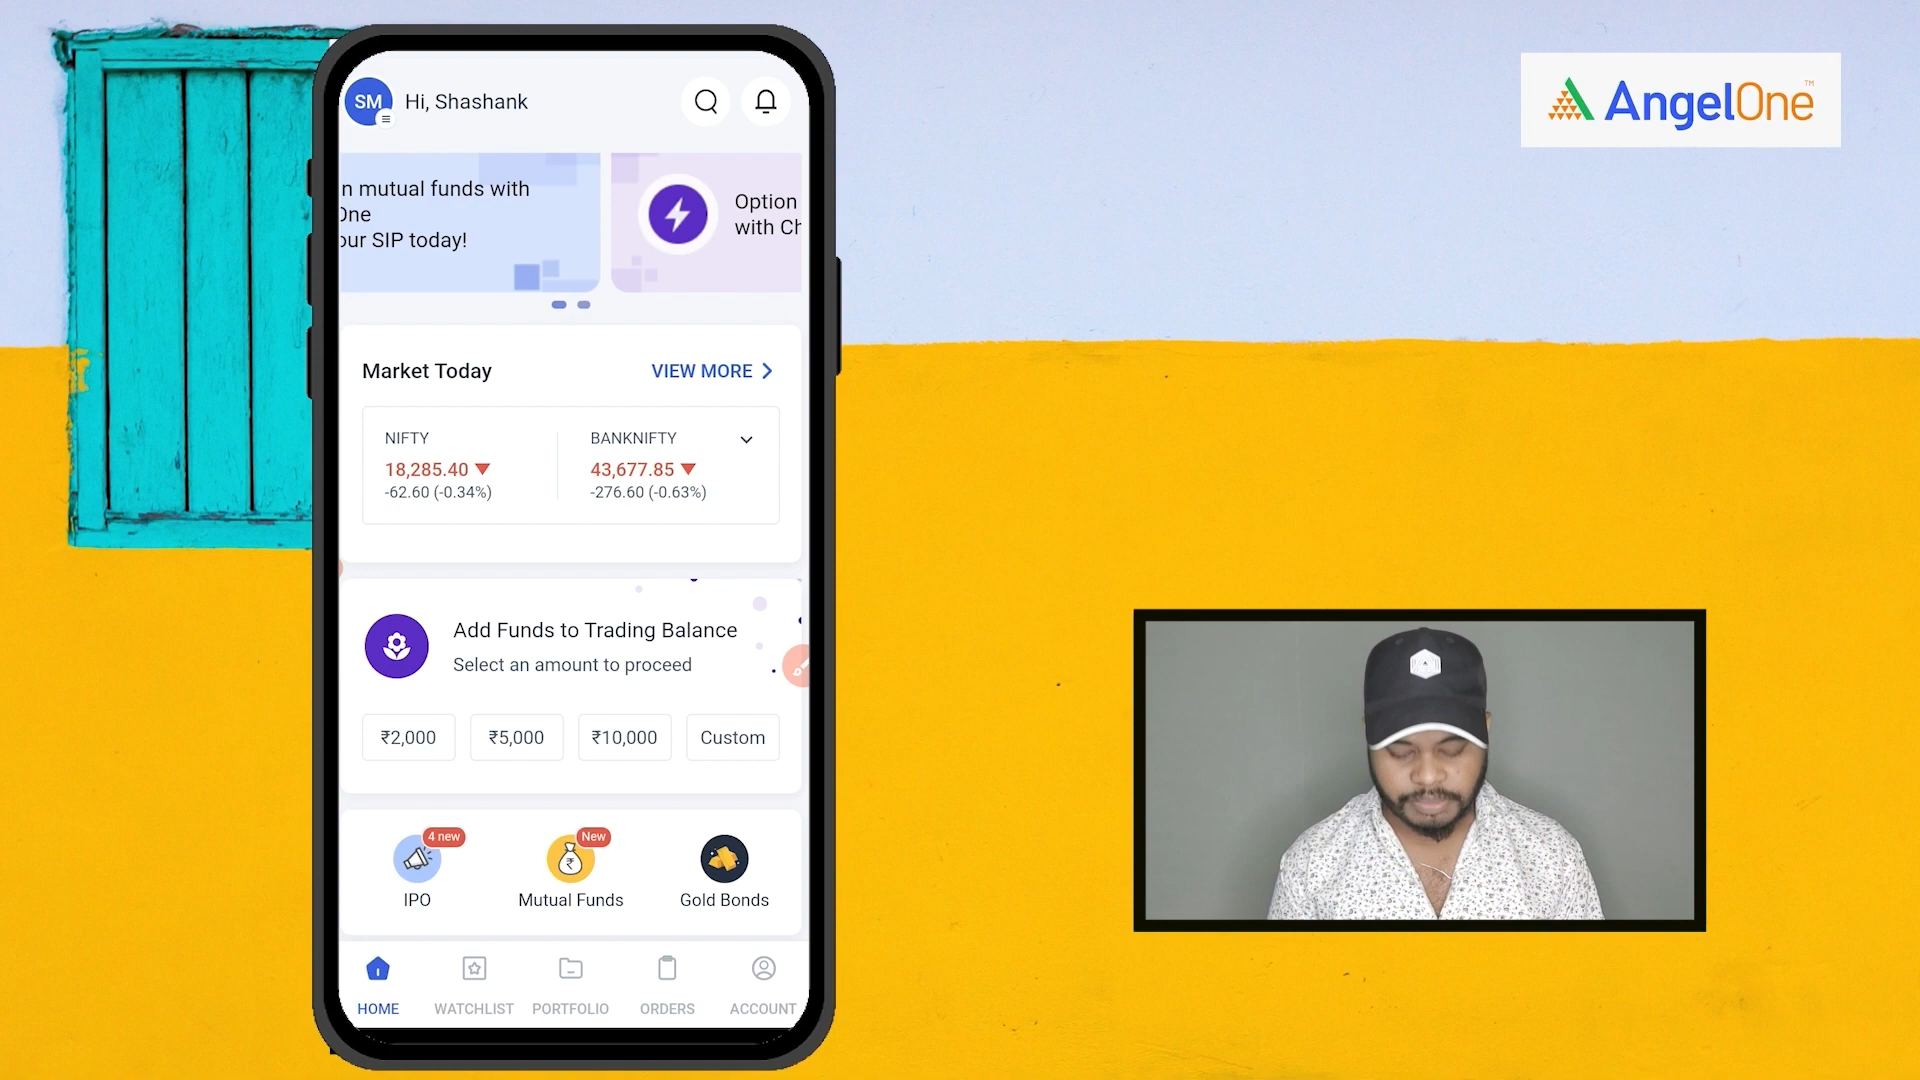 SM
Hi, Shashank
n mutual funds with
One
our SIP today!
Option
with Ch
Market Today
VIEW MORE
NIFTY
18,285.40
-62.60 (-0.34%)
BANKNIFTY
43,677.85
-276.60 (-0.63%)
Add Funds to Trading Balance
Select an amount to proceed
₹2,000
₹5,000
₹10,000
Custom
4 new
IPO
New
₹
Mutual Funds
Gold Bonds
HOME
WATCHLIST
PORTFOLIO
ORDERS
ACCOUNT
AngelOne™